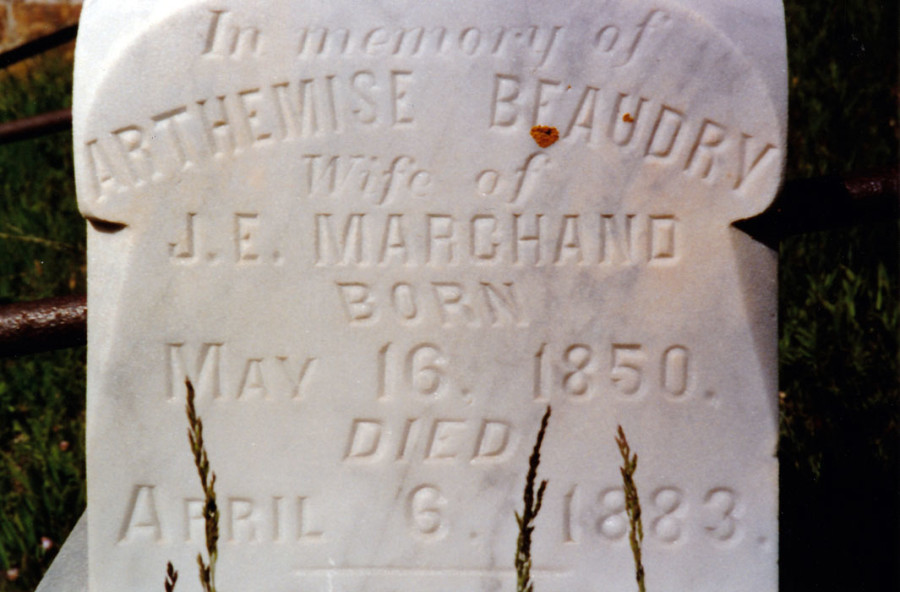 In memory of
ARTHEMISE BEAUDRY
Wife of
J. E. MARCHAND
BORN
MAY 16. 1850.
DIED
APRIL 6. 1883.